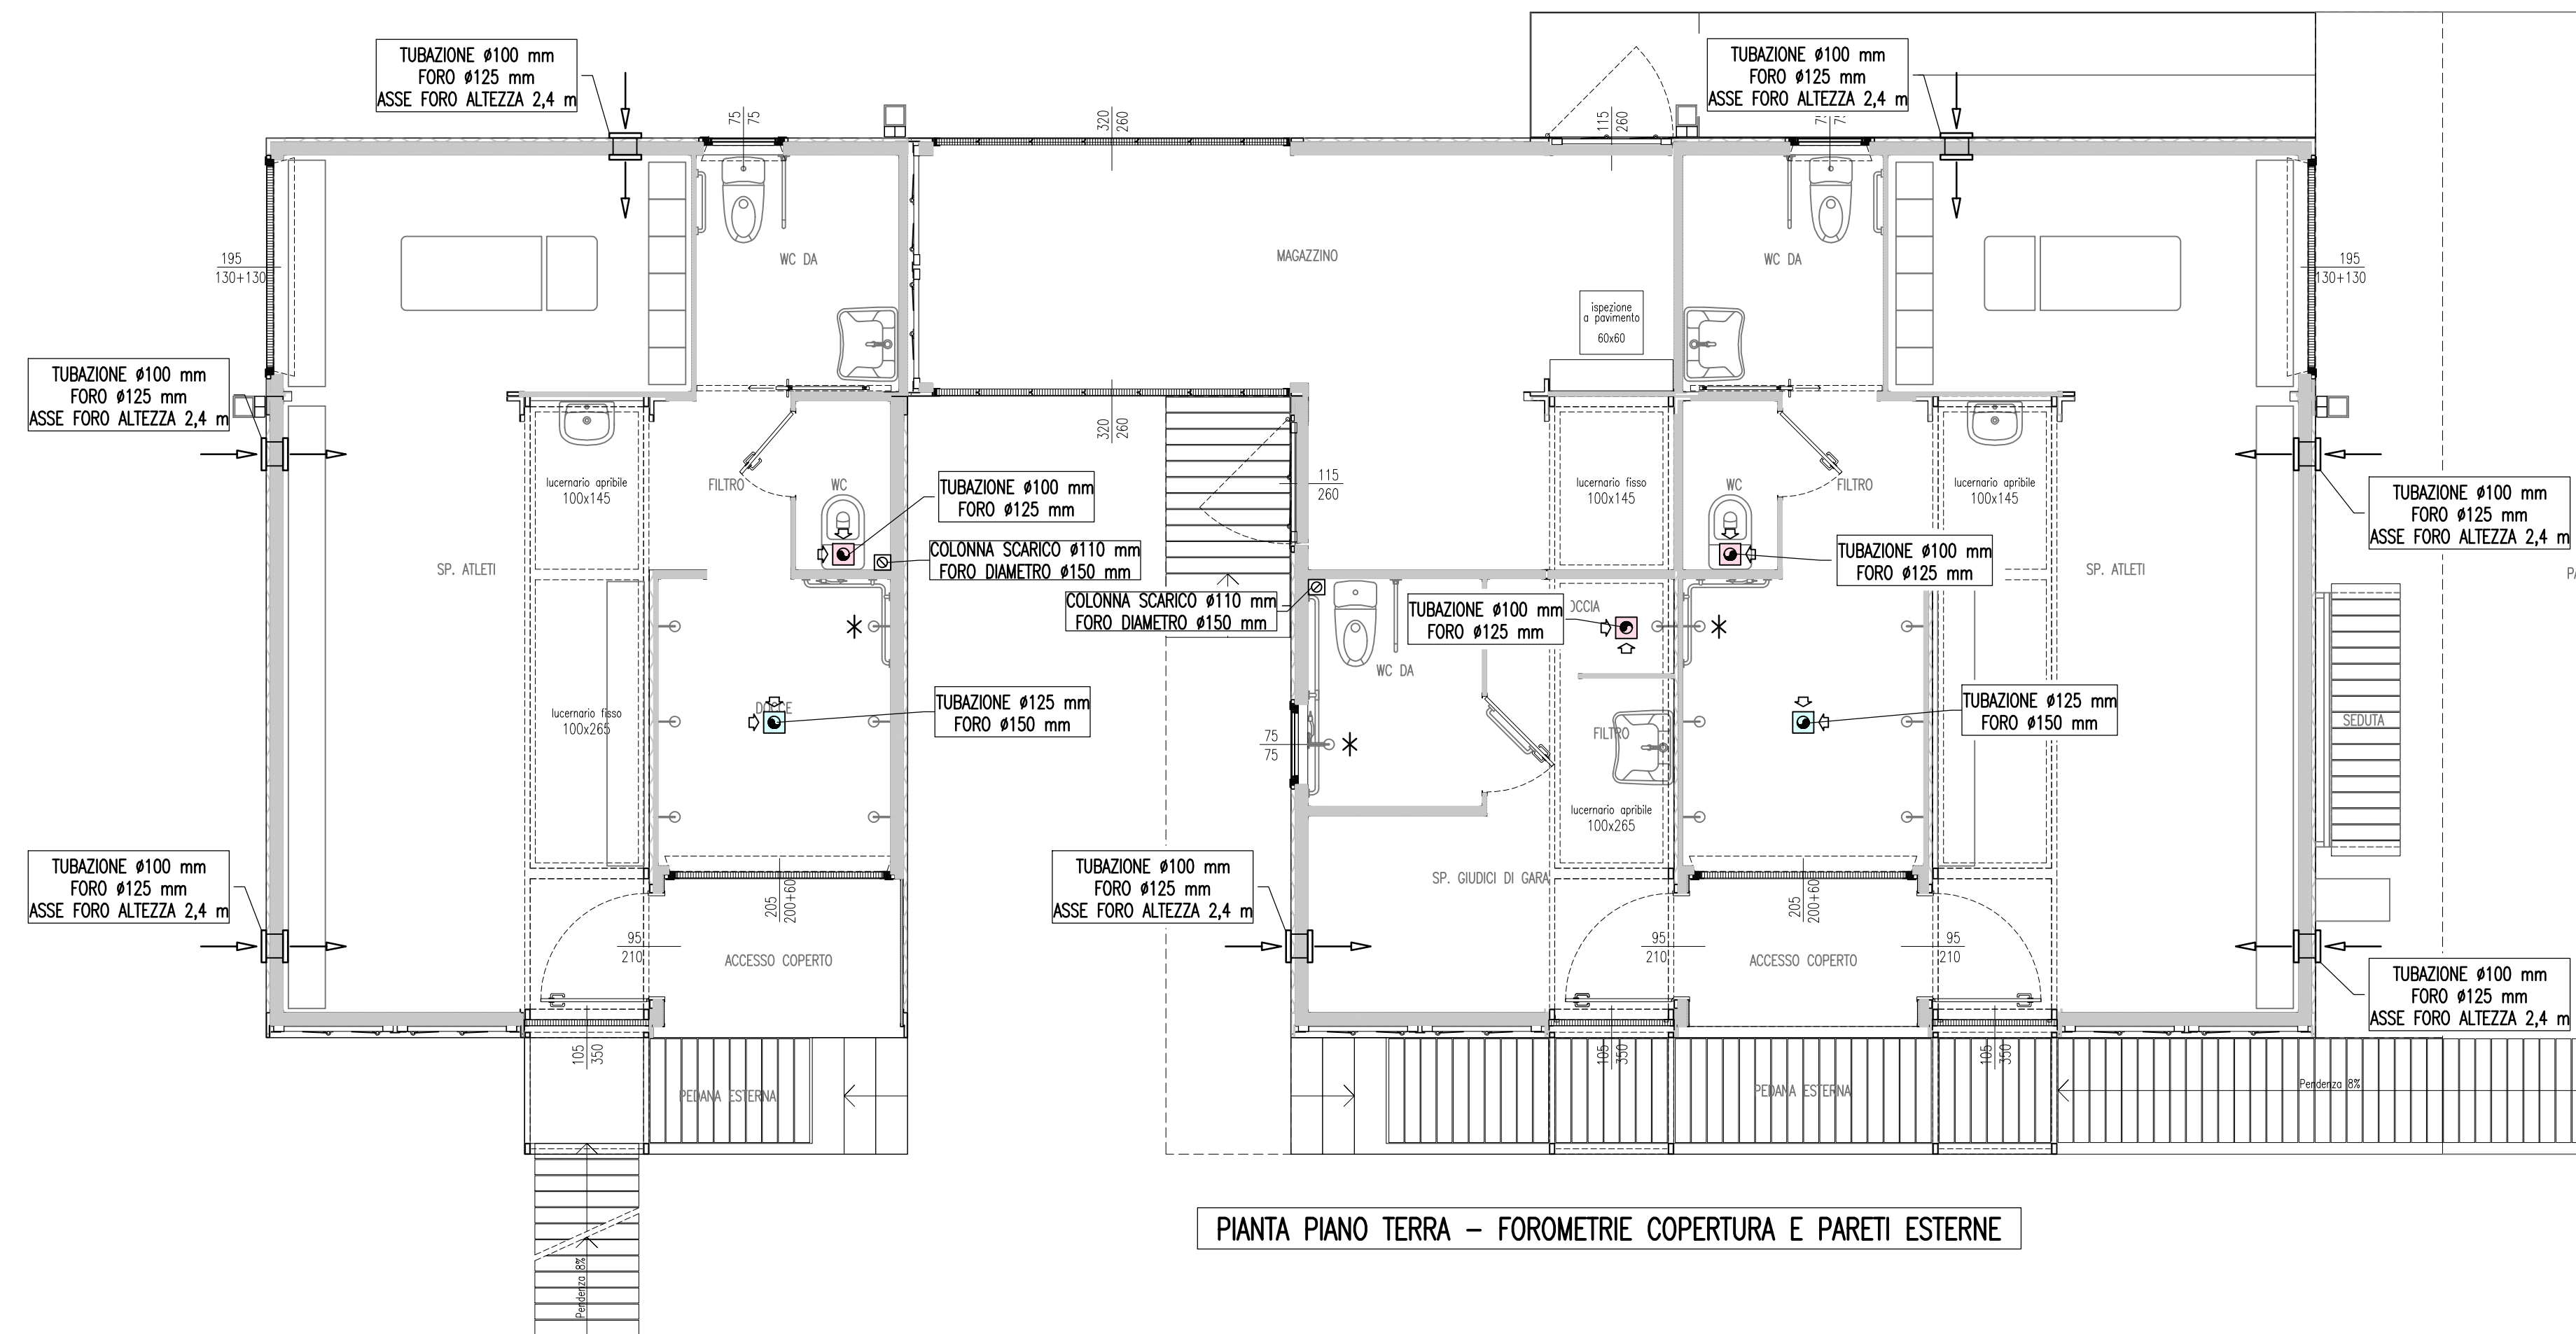 TUBAZIONE ø100 mm
FORO ø125 mm
ASSE FORO ALTEZZA 2,4 m
TUBAZIONE ø100 mm
FORO ø125 mm
ASSE FORO ALTEZZA 2,4 m
75
75
320
260
115
260
195
130+130
WC DA
MAGAZZINO
WC DA
195
130+130
ispezione
a pavimento
60x60
TUBAZIONE ø100 mm
FORO ø125 mm
ASSE FORO ALTEZZA 2,4 m
320
260
lucernario apribile
100x145
FILTRO
WC
TUBAZIONE ø100 mm
FORO ø125 mm
115
260
lucernario fisso
100x145
WC
FILTRO
lucernario apribile
100x145
TUBAZIONE ø100 mm
FORO ø125 mm
ASSE FORO ALTEZZA 2,4 m
SP. ATLETI
COLONNA SCARICO ø110 mm
FORO DIAMETRO ø150 mm
TUBAZIONE ø100 mm
FORO ø125 mm
SP. ATLETI
COLONNA SCARICO ø110 mm
FORO DIAMETRO ø150 mm
TUBAZIONE ø100 mm
FORO ø125 mm
OCCIA
WC DA
lucernario fisso
100x265
DOCCE
TUBAZIONE ø125 mm
FORO ø150 mm
75
75
FILTRO
TUBAZIONE ø125 mm
FORO ø150 mm
SEDUTA
lucernario apribile
100x265
TUBAZIONE ø100 mm
FORO ø125 mm
ASSE FORO ALTEZZA 2,4 m
205
200+60
TUBAZIONE ø100 mm
FORO ø125 mm
ASSE FORO ALTEZZA 2,4 m
SP. GIUDICI DI GARA
205
200+60
95
210
ACCESSO COPERTO
95
210
ACCESSO COPERTO
95
210
TUBAZIONE ø100 mm
FORO ø125 mm
ASSE FORO ALTEZZA 2,4 m
105
350
105
350
105
350
PEDANA ESTERNA
PEDANA ESTERNA
Pendenza 8%
PIANTA PIANO TERRA – FOROMETRIE COPERTURA E PARETI ESTERNE
Pendenza 8%